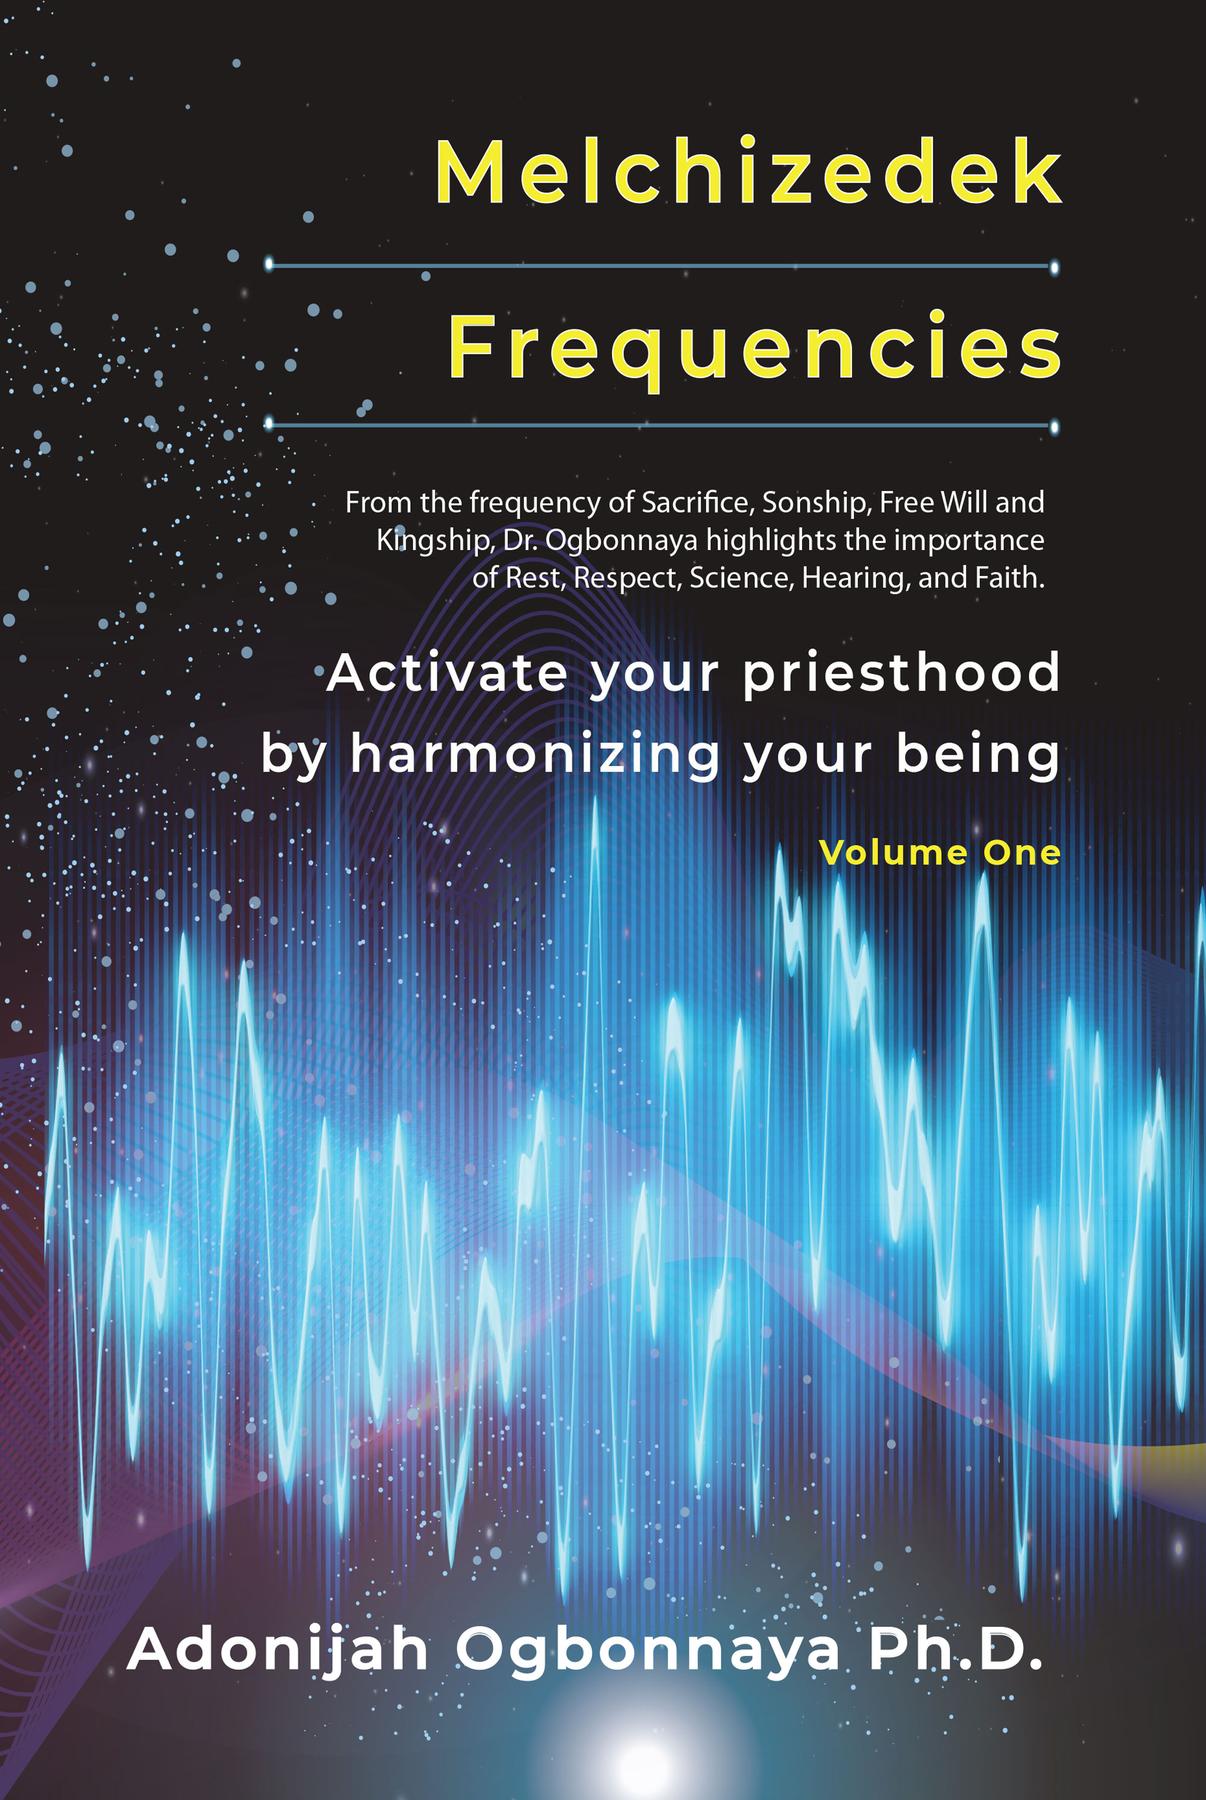 Melchizedek
Frequencies
From the frequency of Sacrifice, Sonship, Free Will and
Kingship, Dr. Ogbonnaya highlights the importance
of Rest, Respect, Science, Hearing, and Faith.
Activate your priesthood
by harmonizing your being
Volume One
Adonijah Ogbonnaya Ph.D.